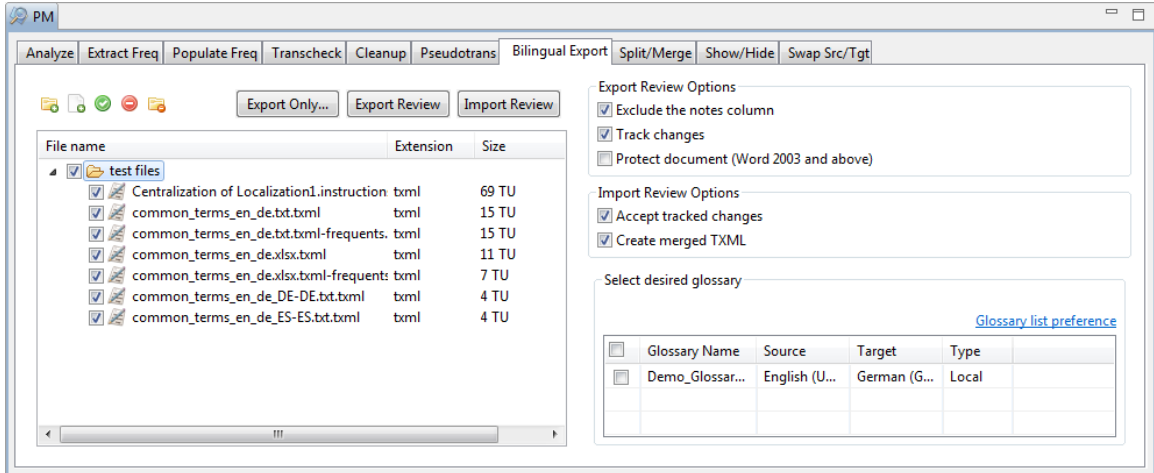 PM
Analyze Extract Freq Populate Freq Transcheck Cleanup Pseudotrans Bilingual Export Split/Merge Show/Hide Swap Src/Tgt
Export Only... Export Review Import Review
File name Extension Size
test files
Centralization of Localization1.instruction txml 69 TU
common_terms_en_de.txt.txml txml 15 TU
common_terms_en_de.txt.txml-frequents. txml 15 TU
common_terms_en_de.xlsx.txml txml 11 TU
common_terms_en_de.xlsx.txml-frequents txml 7 TU
common_terms_en_de_DE-DE.txt.txml txml 4 TU
common_terms_en_de_ES-ES.txt.txml txml 4 TU
Export Review Options
Exclude the notes column
Track changes
Protect document (Word 2003 and above)
Import Review Options
Accept tracked changes
Create merged TXML
Select desired glossary
Glossary list preference
Glossary Name Source Target Type
Demo_Glossar... English (U... German (G... Local